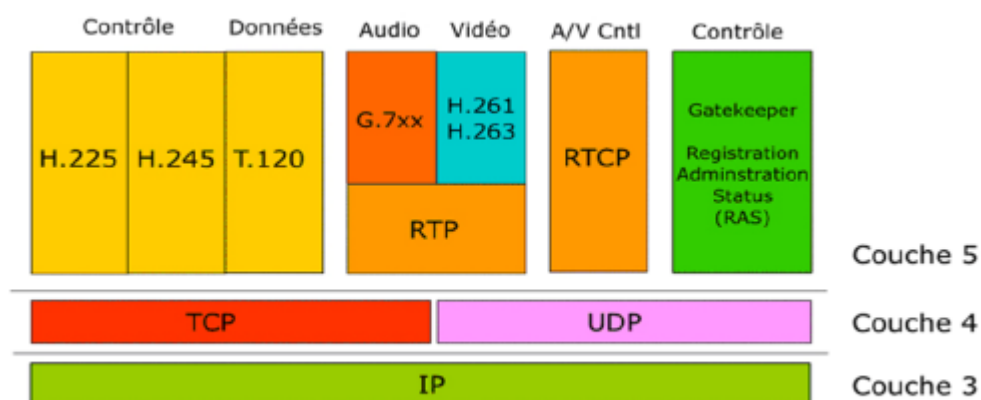 Contrôle Données Audio Vidéo A/V Cntl Contrôle
H.225 H.245 T.120
G.7xx
H.261
H.263
RTP
RTCP
Gatekeeper
Registration
Adminstration
Status
(RAS)
Couche 5
TCP UDP Couche 4
IP Couche 3